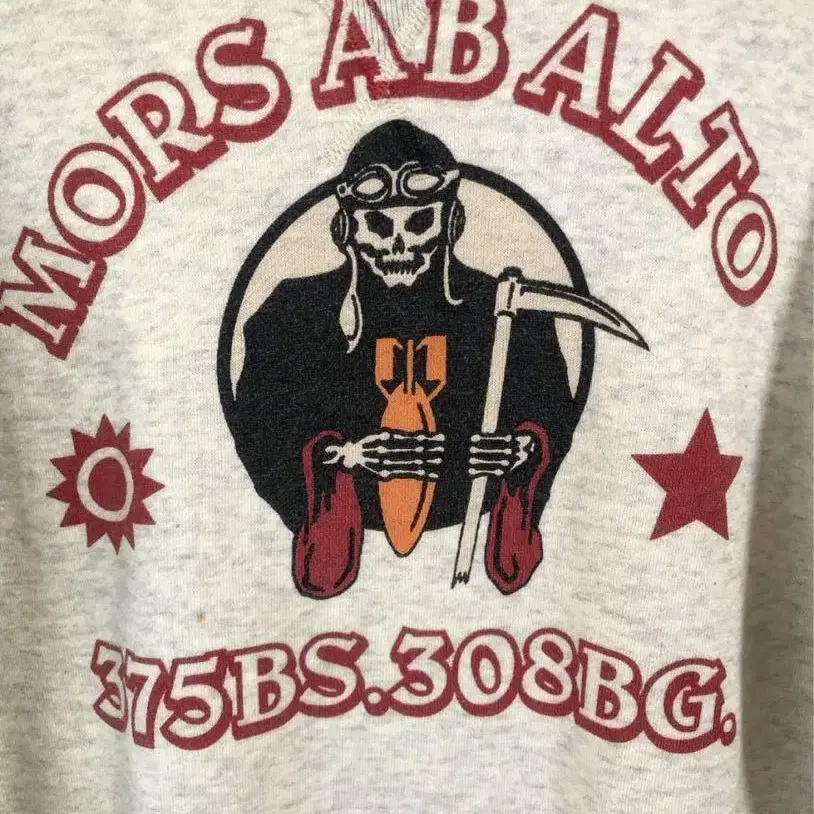 MORS AB ALTO
375BS.308BG.